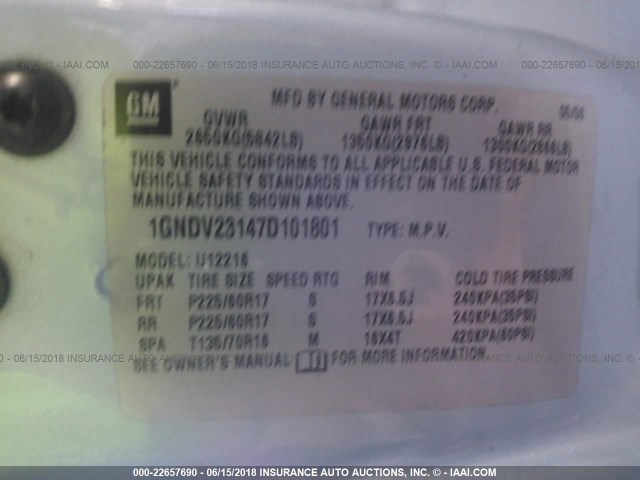 000-22657690 - 06/15/2018 INSURANCE AUTO AUCTIONS, INC. - © IAAI.COM
GM
MFD BY GENERAL MOTORS CORP.
GVWR GAWR FRT GAWR RR
THIS VEHICLE CONFORMS TO ALL APPLICABLE U.S. FEDERAL MOTOR
VEHICLE SAFETY STANDARDS IN EFFECT ON THE DATE OF
MANUFACTURE SHOWN ABOVE.
1GNDV23147D101801 TYPE: M.P.V.
MODEL: U12216
UPAK TIRE SIZE SPEED RTG RIM COLD TIRE PRESSURE
FRT P225/60R17 S 17X6.5J 240KPA(35PSI)
RR P225/60R17 S 17X6.5J 240KPA(35PSI)
SPA T135/70R16 M 16X4T 420KPA(60PSI)
SEE OWNER'S MANUAL FOR MORE INFORMATION.
000-22657690 - 06/15/2018 INSURANCE AUTO AUCTIONS, INC. - © IAAI.COM